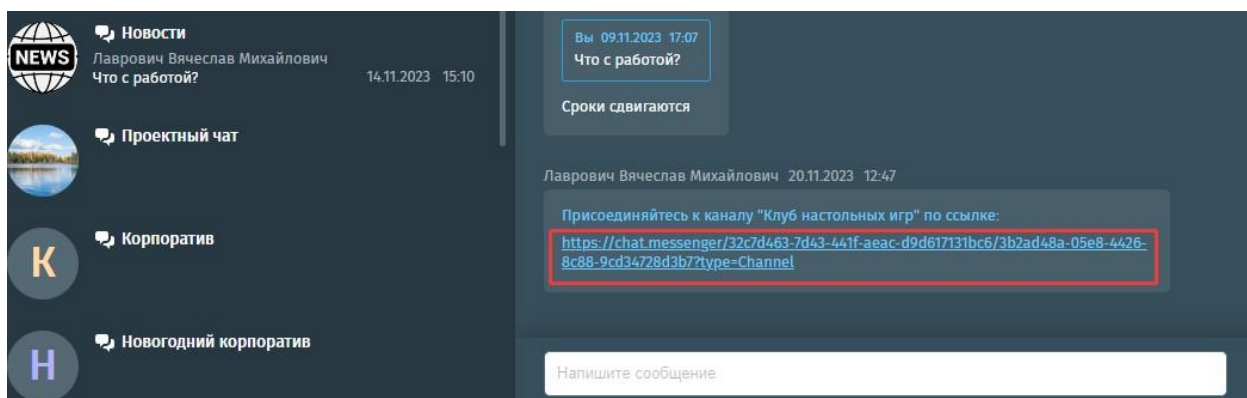 NEWS
Новости
Лаврович Вячеслав Михайлович
Что с работой? 14.11.2023 15:10
Проектный чат
К
Корпоратив
Н
Новогодний корпоратив
Вы 09.11.2023 17:07
Что с работой?
Сроки сдвигаются
Лаврович Вячеслав Михайлович 20.11.2023 12:47
Присоединяйтесь к каналу "Клуб настольных игр" по ссылке:
https://chat.messenger/32c7d463-7d43-441f-aeac-d9d617131bc6/3b2ad48a-05e8-4426-
8c88-9cd34728d3b7?type=Channel
Напишите сообщение